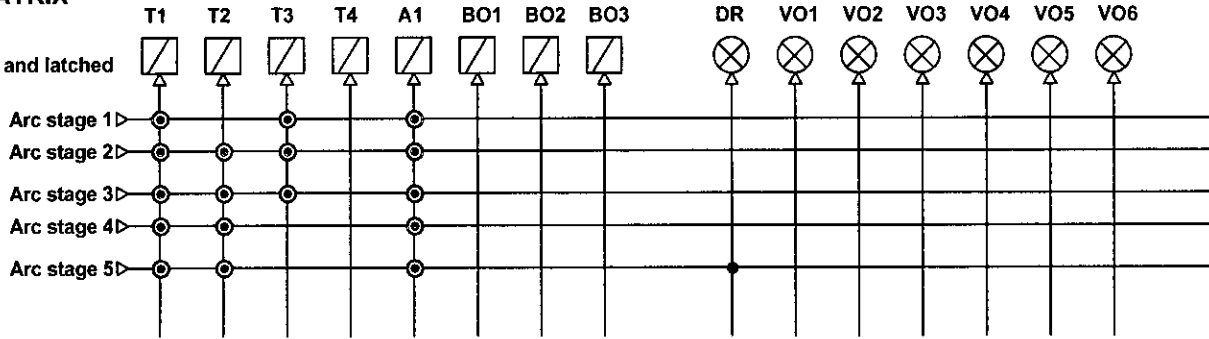 ATRIX
T1 T2 T3 T4 A1 BO1 BO2 BO3 DR VO1 VO2 VO3 VO4 VO5 VO6
and latched
Arc stage 1
Arc stage 2
Arc stage 3
Arc stage 4
Arc stage 5